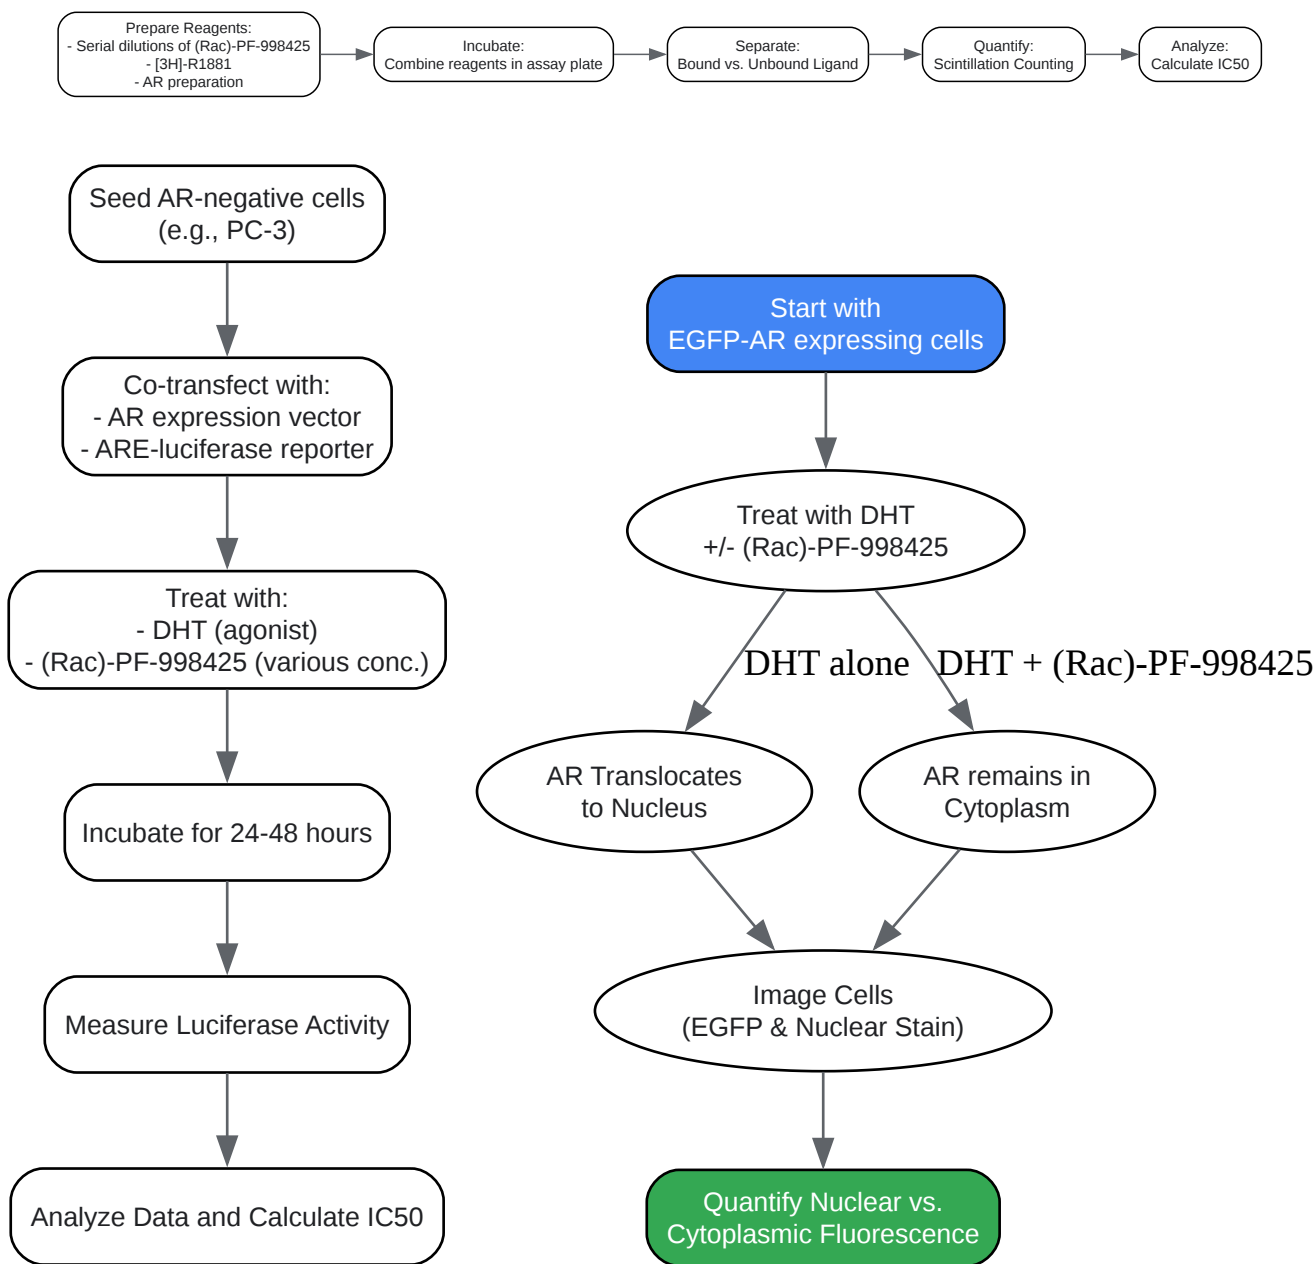 Prepare Reagents:
- Serial dilutions of (Rac)-PF-998425
- [3H]-R1881
- AR preparation
Incubate:
Combine reagents in assay plate
Separate:
Bound vs. Unbound Ligand
Quantify:
Scintillation Counting
Analyze:
Calculate IC50
Seed AR-negative cells
(e.g., PC-3)
Co-transfect with:
- AR expression vector
- ARE-luciferase reporter
Treat with:
- DHT (agonist)
- (Rac)-PF-998425 (various conc.)
Incubate for 24-48 hours
Measure Luciferase Activity
Analyze Data and Calculate IC50
Start with
EGFP-AR expressing cells
Treat with DHT
+/- (Rac)-PF-998425
DHT alone
DHT + (Rac)-PF-998425
AR Translocates
to Nucleus
AR remains in
Cytoplasm
Image Cells
(EGFP & Nuclear Stain)
Quantify Nuclear vs.
Cytoplasmic Fluorescence